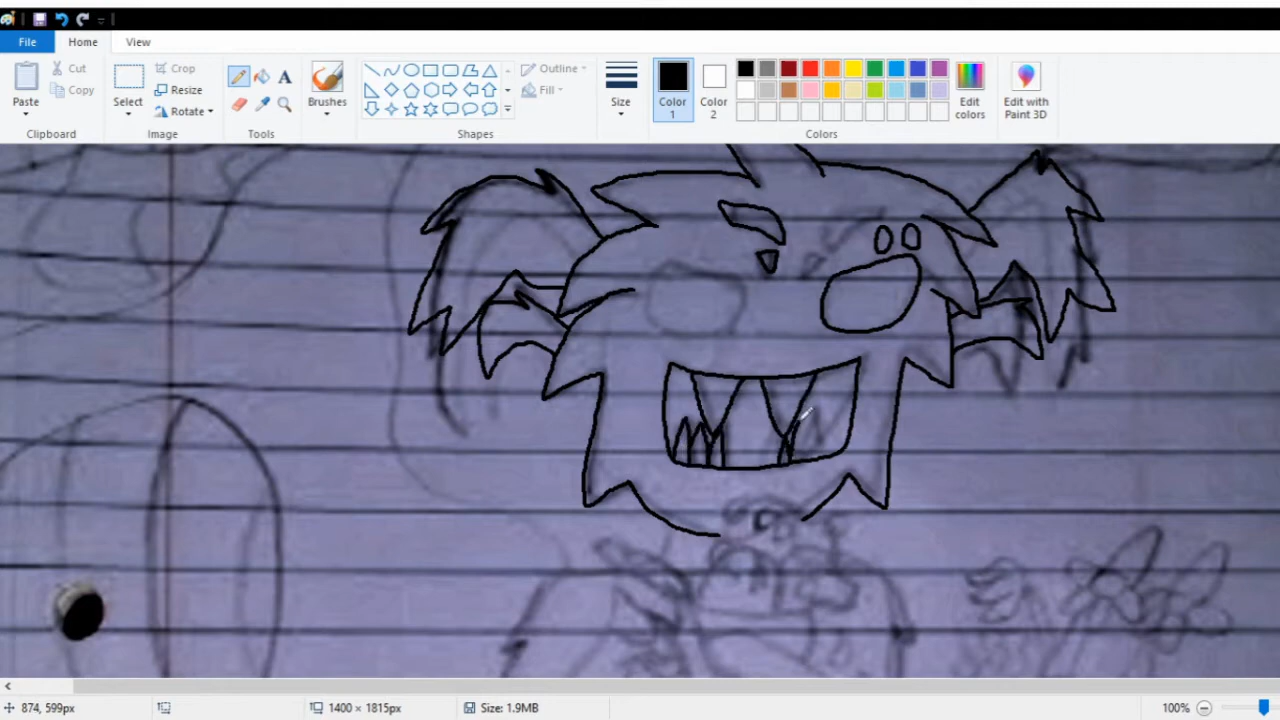 File Home View
Cut
Copy
Paste
Clipboard
Select
Crop
Resize
Rotate
Image
Tools
Brushes
Outline
Fill
Shapes
Size
Color
1
Color
2
Edit
colors
Colors
Edit with
Paint 3D
874, 599px
1400 × 1815px
Size: 1.9MB
100%